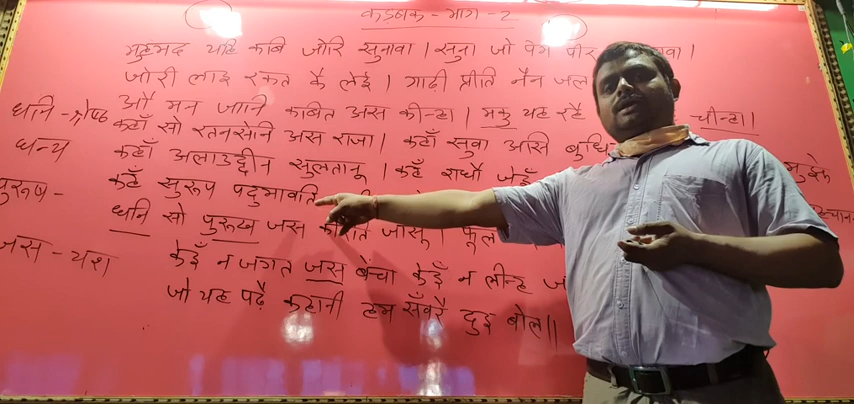 कड़बक - भाग - 2
मुहमद यहि कबि जोरि सुनावा । सुना जो पेम पीर वा ।
जोरी लाइ रकत कै लेई । गाढ़ी प्रीति नैन जल
औ मन जानि कबित अस कीन्हा । मकु यह रहै चीन्हा ।।
कहाँ सो रतनसेनि अस राजा । कहाँ सुवा असि बुधि
कहाँ अलाउद्दीन सुलतानू । कहँ राघौ जेइँ
कहँ सुरूप पदुमावति
धनि सो पुरूख जस जासू । फूल
केइँ न जगत जस बेंचा केइँ न लीन्ह ज
जो यह पढ़ै कहानी हम सँवरै दुइ बोल ।।
धनि - श्रेष्ठ
धन्य
पुरूष -
जस - यश